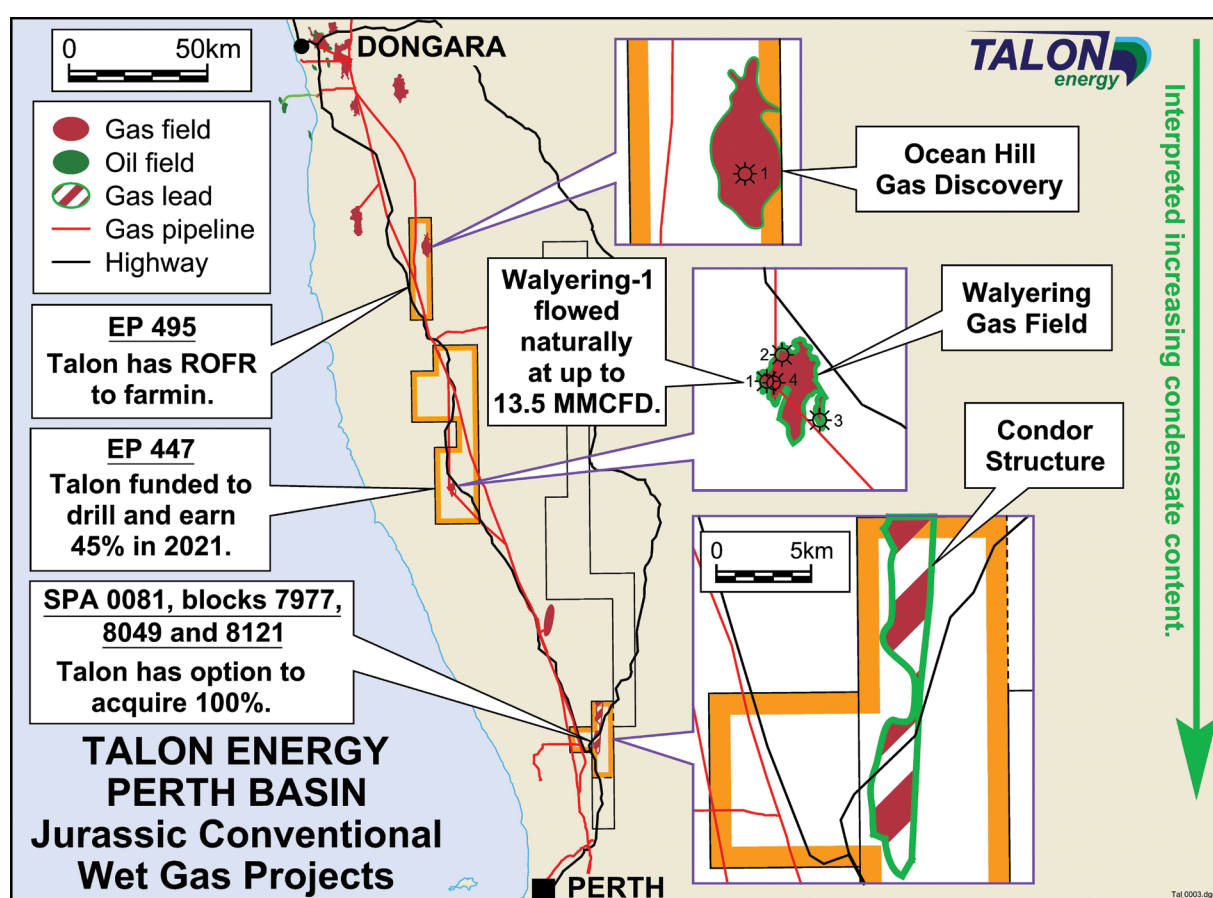 0 50km
DONGARA
TALON
energy
Gas field
Oil field
Gas lead
Gas pipeline
Highway
Ocean Hill
Gas Discovery
1
Interpreted increasing condensate content.
EP 495
Talon has ROFR
to farmin.
Walyering-1
flowed
naturally
at up to
13.5 MMCFD.
Walyering
Gas Field
2
1
4
3
EP 447
Talon funded to
drill and earn
45% in 2021.
Condor
Structure
0 5km
SPA 0081, blocks 7977,
8049 and 8121
Talon has option to
acquire 100%.
TALON ENERGY
PERTH BASIN
Jurassic Conventional
Wet Gas Projects
PERTH
Tal 0003.dg